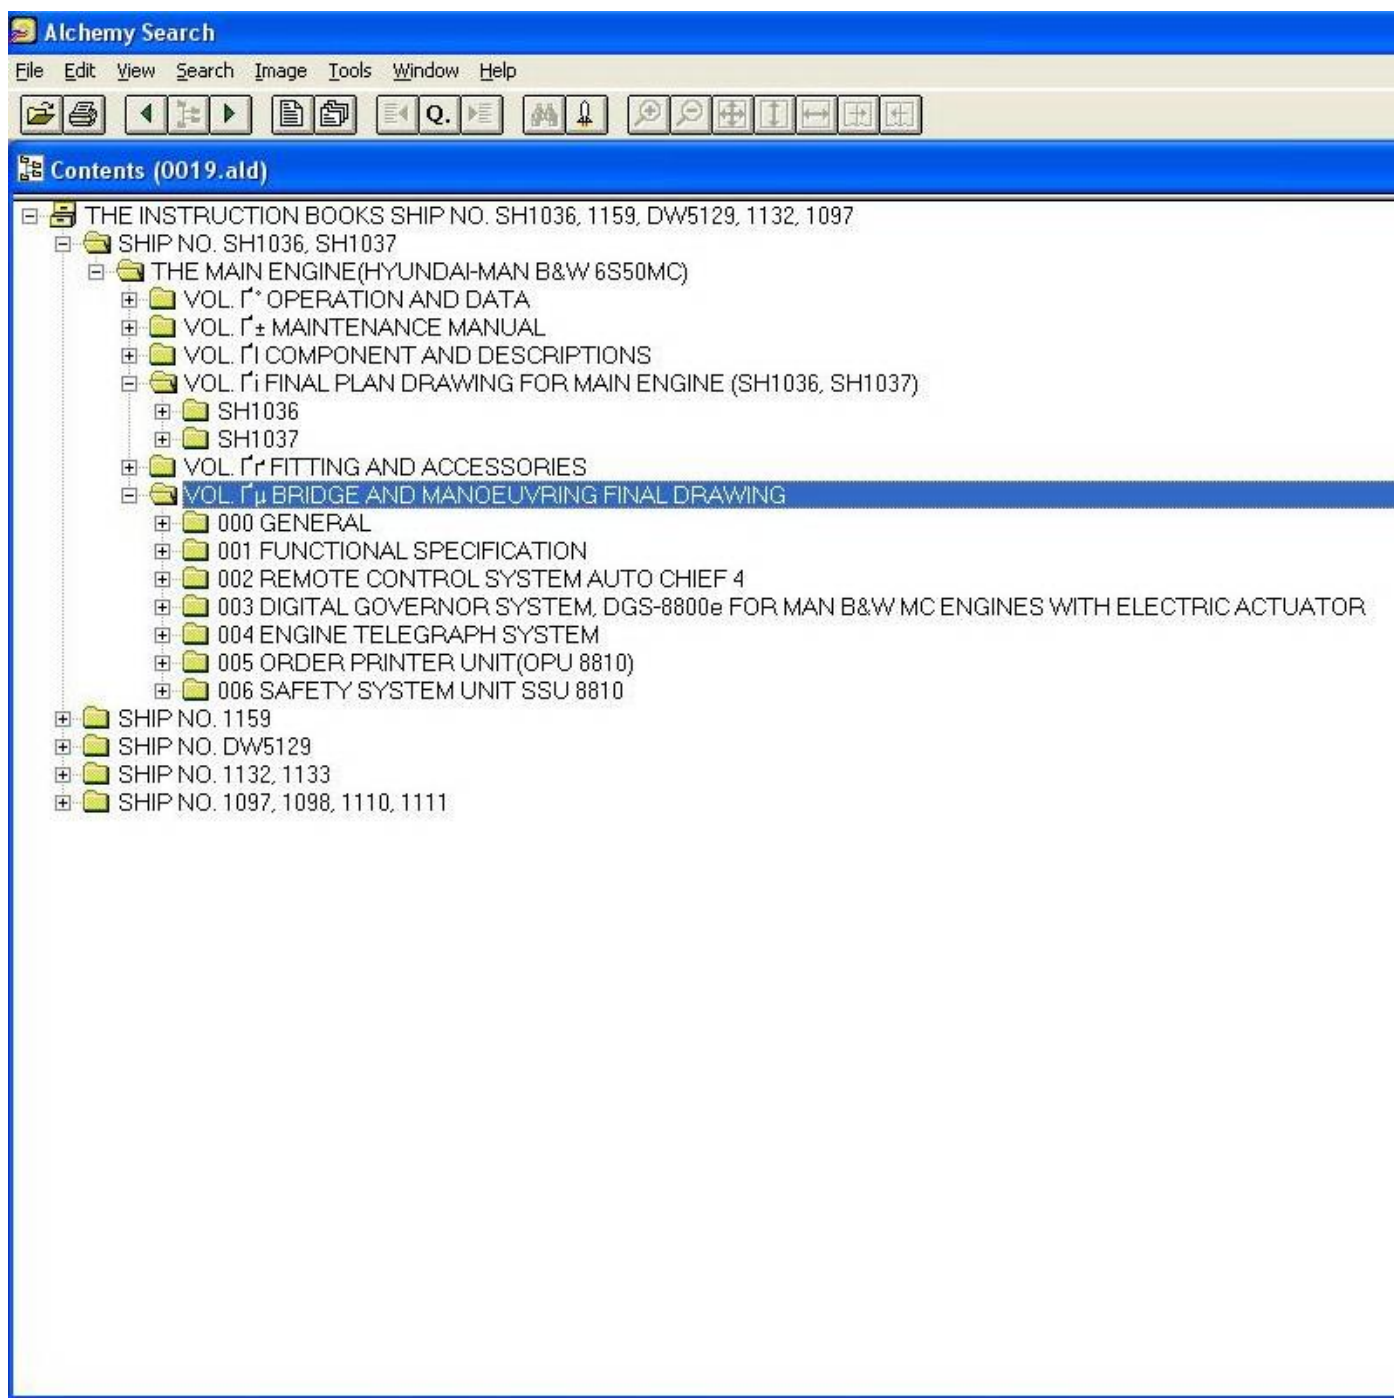 Alchemy Search
File Edit View Search Image Tools Window Help
Q.
Contents (0019.ald)
THE INSTRUCTION BOOKS SHIP NO. SH1036, 1159, DW5129, 1132, 1097
SHIP NO. SH1036, SH1037
THE MAIN ENGINE(HYUNDAI-MAN B&W 6S50MC)
VOL. Ґ° OPERATION AND DATA
VOL. Ґ± MAINTENANCE MANUAL
VOL. ҐІ COMPONENT AND DESCRIPTIONS
VOL. Ґі FINAL PLAN DRAWING FOR MAIN ENGINE (SH1036, SH1037)
SH1036
SH1037
VOL. Ґґ FITTING AND ACCESSORIES
VOL. Ґµ BRIDGE AND MANOEUVRING FINAL DRAWING
000 GENERAL
001 FUNCTIONAL SPECIFICATION
002 REMOTE CONTROL SYSTEM AUTO CHIEF 4
003 DIGITAL GOVERNOR SYSTEM, DGS-8800e FOR MAN B&W MC ENGINES WITH ELECTRIC ACTUATOR
004 ENGINE TELEGRAPH SYSTEM
005 ORDER PRINTER UNIT(OPU 8810)
006 SAFETY SYSTEM UNIT SSU 8810
SHIP NO. 1159
SHIP NO. DW5129
SHIP NO. 1132, 1133
SHIP NO. 1097, 1098, 1110, 1111